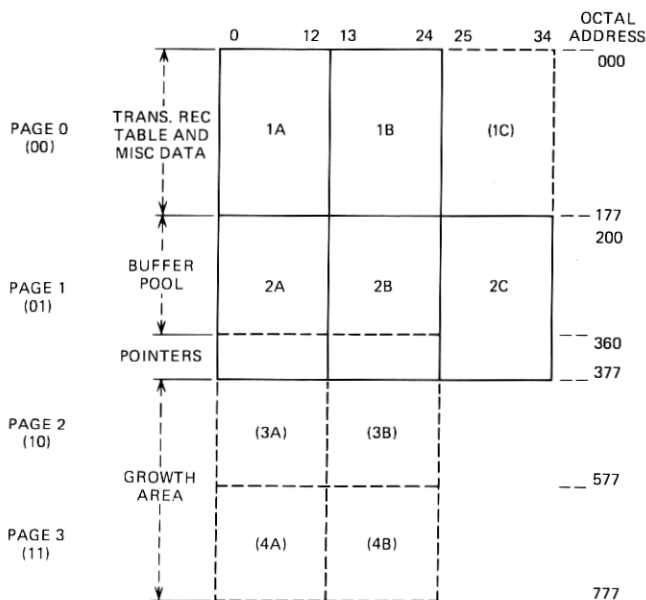 OCTAL
ADDRESS
0 12 13 24 25 34
000
PAGE 0
(00)
TRANS. REC
TABLE AND
MISC DATA
1A 1B (1C)
177
200
PAGE 1
(01)
BUFFER
POOL
2A 2B 2C
360
POINTERS
377
PAGE 2
(10)
(3A) (3B)
577
GROWTH
AREA
PAGE 3
(11)
(4A) (4B)
777